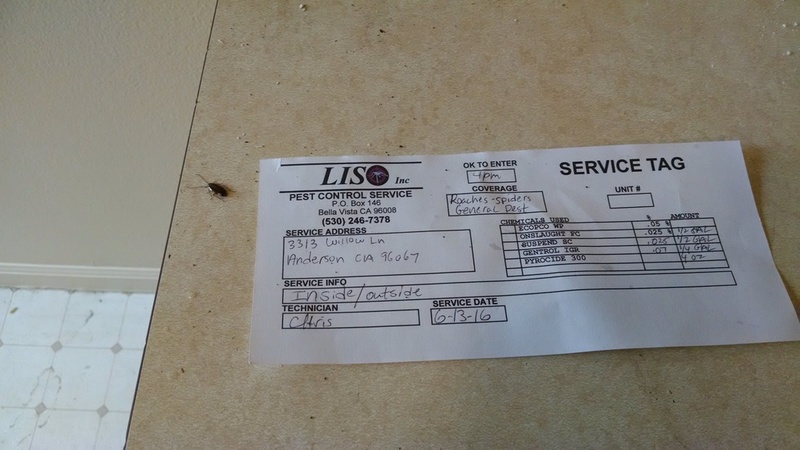 LISO Inc
PEST CONTROL SERVICE
P.O. Box 146
Bella Vista CA 96008
(530) 246-7378
OK TO ENTER
4pm
SERVICE TAG
COVERAGE
Roaches-spiders
General Pest
UNIT #
SERVICE ADDRESS
3313 Willow Ln
Anderson CA 96067
CHEMICALS USED % AMOUNT
ECOPCO WP .05
ONSLAUGHT FC .025 1/2 GAL
SUSPEND SC .025 1/2 GAL
GENTROL IGR .07 1/4 GAL
PYROCIDE 300 4 oz
SERVICE INFO
Inside/outside
TECHNICIAN
Chris
SERVICE DATE
6-13-16